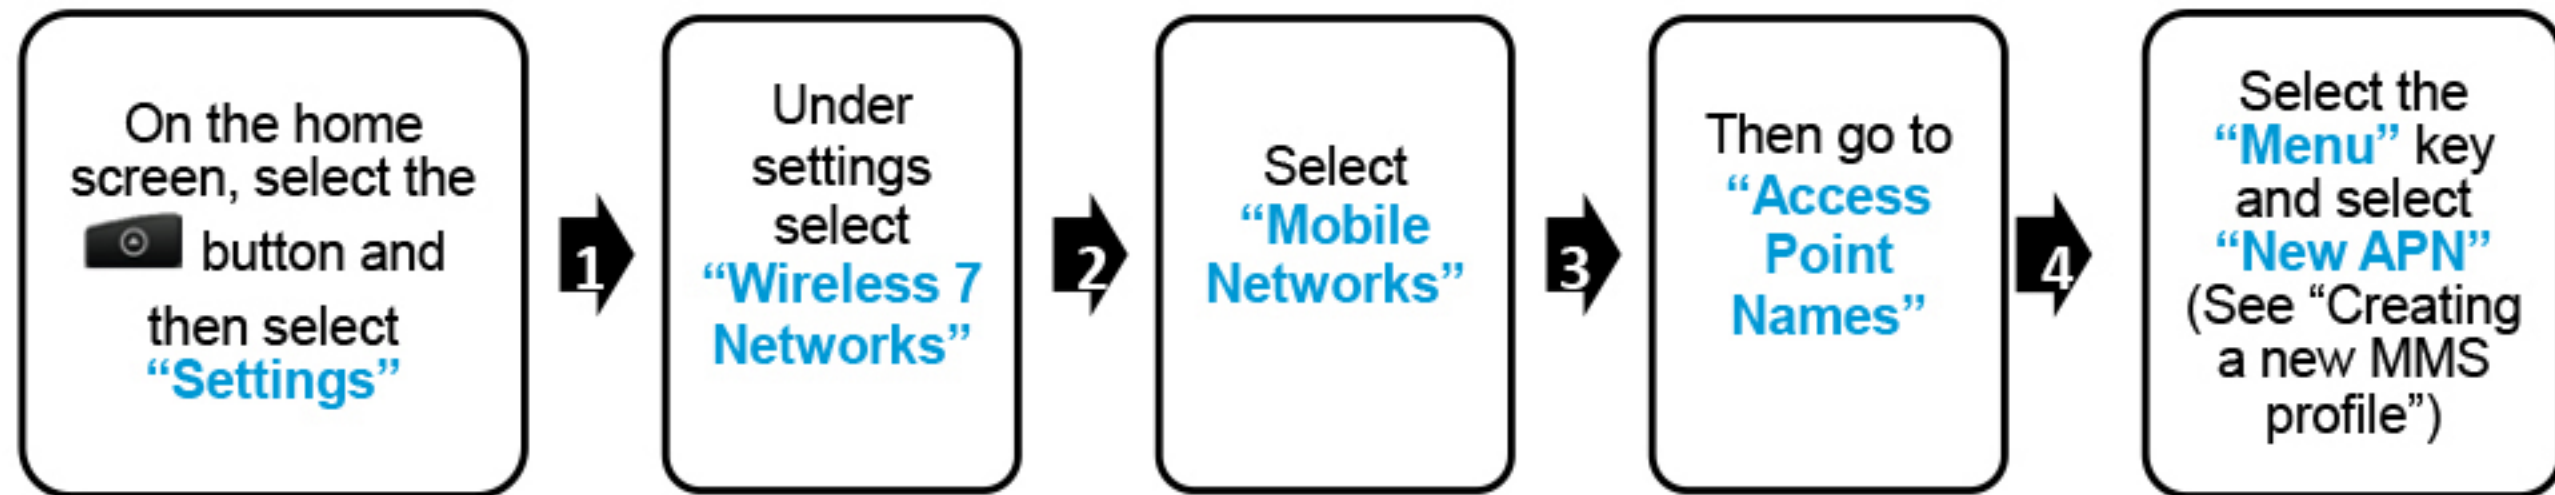 On the home
screen, select the
button and
then select
“Settings”
1
Under
settings
select
“Wireless 7
Networks”
2
Select
“Mobile
Networks”
3
Then go to
“Access
Point
Names”
4
Select the
“Menu” key
and select
“New APN”
(See “Creating
a new MMS
profile”)